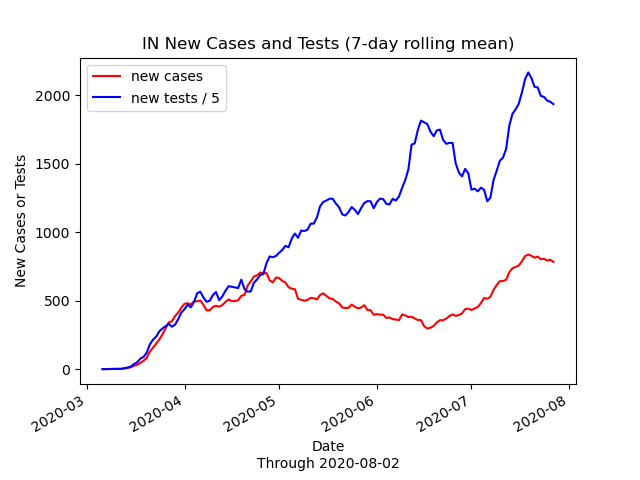 IN New Cases and Tests (7-day rolling mean)
new cases
new tests / 5
New Cases or Tests
2000
1500
1000
500
0
2020-03
2020-04
2020-05
2020-06
2020-07
2020-08
Date
Through 2020-08-02